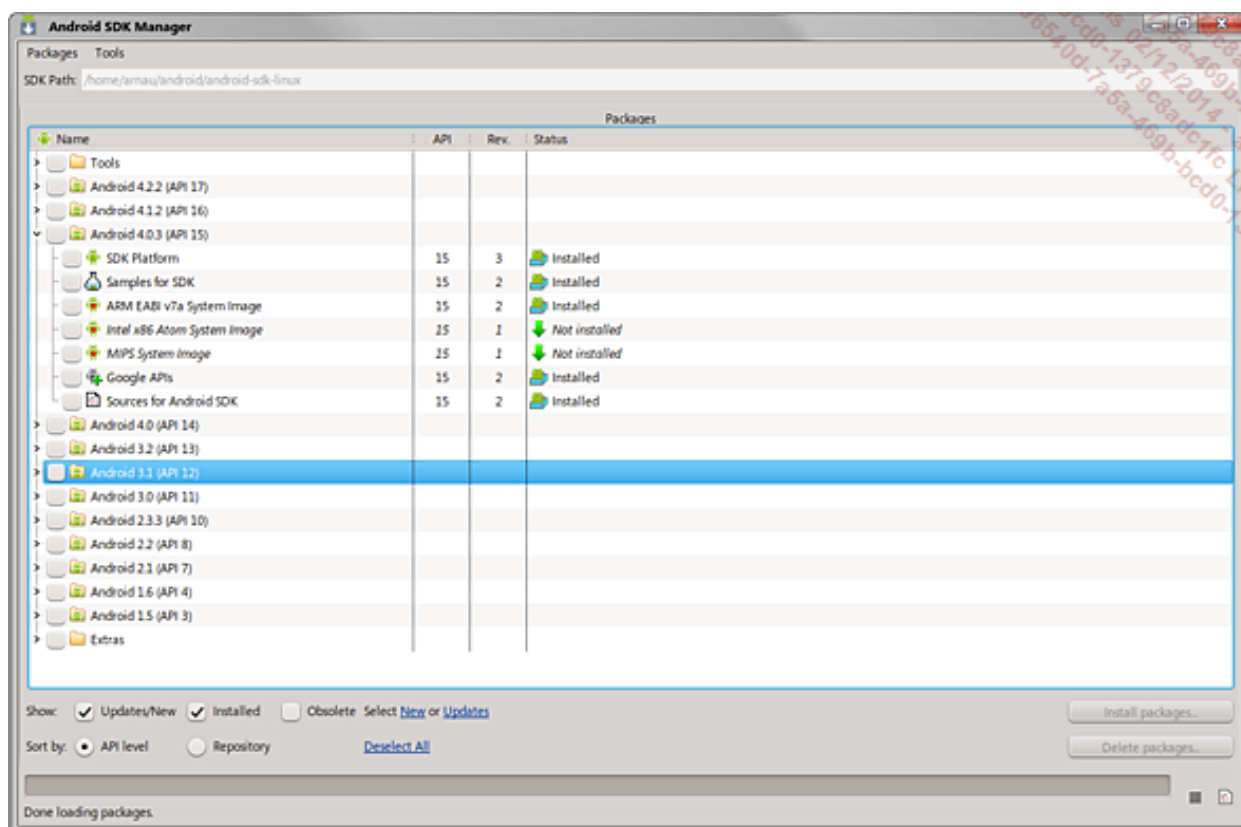 Android SDK Manager
Packages Tools
SDK Path: /home/arnau/android/android-sdk-linux
Packages
Name API Rev. Status
Tools
Android 4.2.2 (API 17)
Android 4.1.2 (API 16)
Android 4.0.3 (API 15)
SDK Platform 15 3 Installed
Samples for SDK 15 2 Installed
ARM EABI v7a System Image 15 2 Installed
Intel x86 Atom System Image 15 1 Not installed
MIPS System Image 15 1 Not installed
Google APIs 15 2 Installed
Sources for Android SDK 15 2 Installed
Android 4.0 (API 14)
Android 3.2 (API 13)
Android 3.1 (API 12)
Android 3.0 (API 11)
Android 2.3.3 (API 10)
Android 2.2 (API 8)
Android 2.1 (API 7)
Android 1.6 (API 4)
Android 1.5 (API 3)
Extras
Show: Updates/New Installed Obsolete Select New or Updates
Install packages...
Sort by: API level Repository Deselect All
Delete packages...
Done loading packages.
02/12/2014